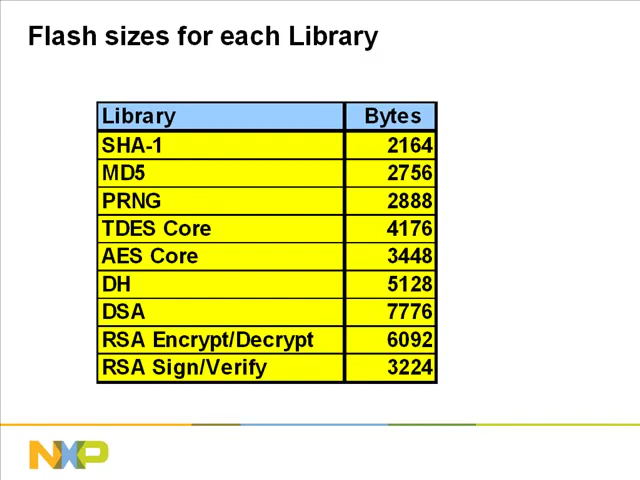 Flash sizes for each Library
Library Bytes
SHA-1 2164
MD5 2756
PRNG 2888
TDES Core 4176
AES Core 3448
DH 5128
DSA 7776
RSA Encrypt/Decrypt 6092
RSA Sign/Verify 3224
NXP